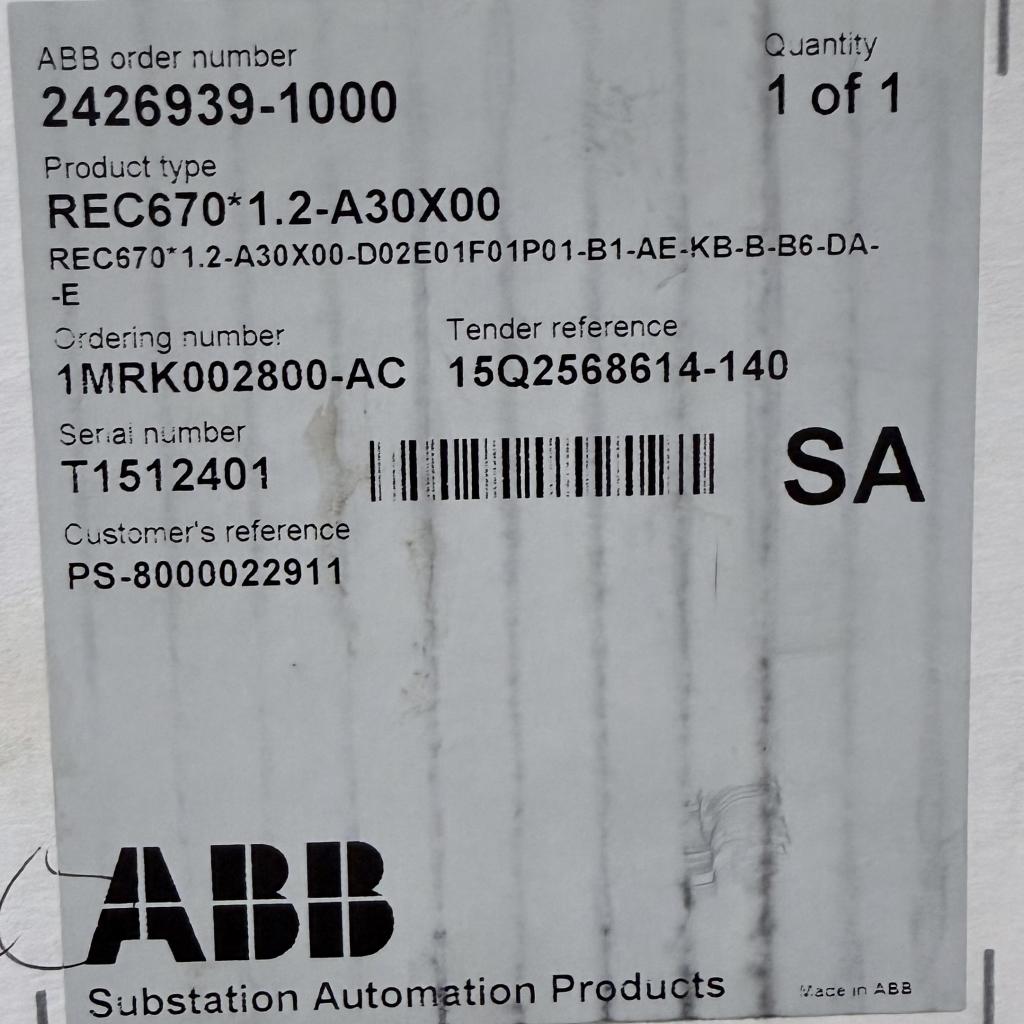 ABB order number
Quantity
2426939-1000
1 of 1
Product type
REC670*1.2-A30X00
REC670*1.2-A30X00-D02E01F01P01-B1-AE-KB-B-B6-DA-
-E
Ordering number
Tender reference
1MRK002800-AC
15Q2568614-140
Serial number
T1512401
SA
Customer's reference
PS-8000022911
ABB
Substation Automation Products
Made in ABB